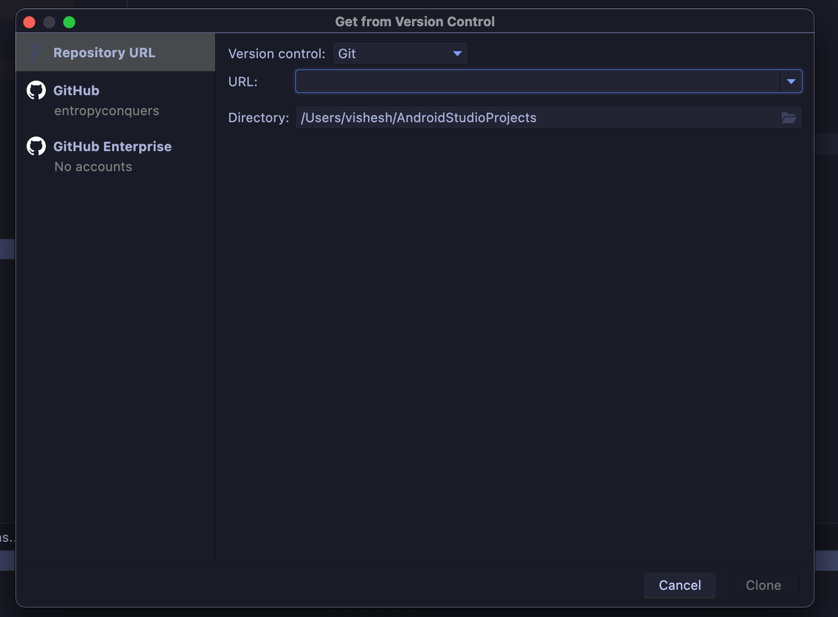 Get from Version Control
Repository URL
GitHub
entropyconquers
GitHub Enterprise
No accounts
Version control: Git
URL:
Directory: /Users/vishesh/AndroidStudioProjects
Cancel Clone